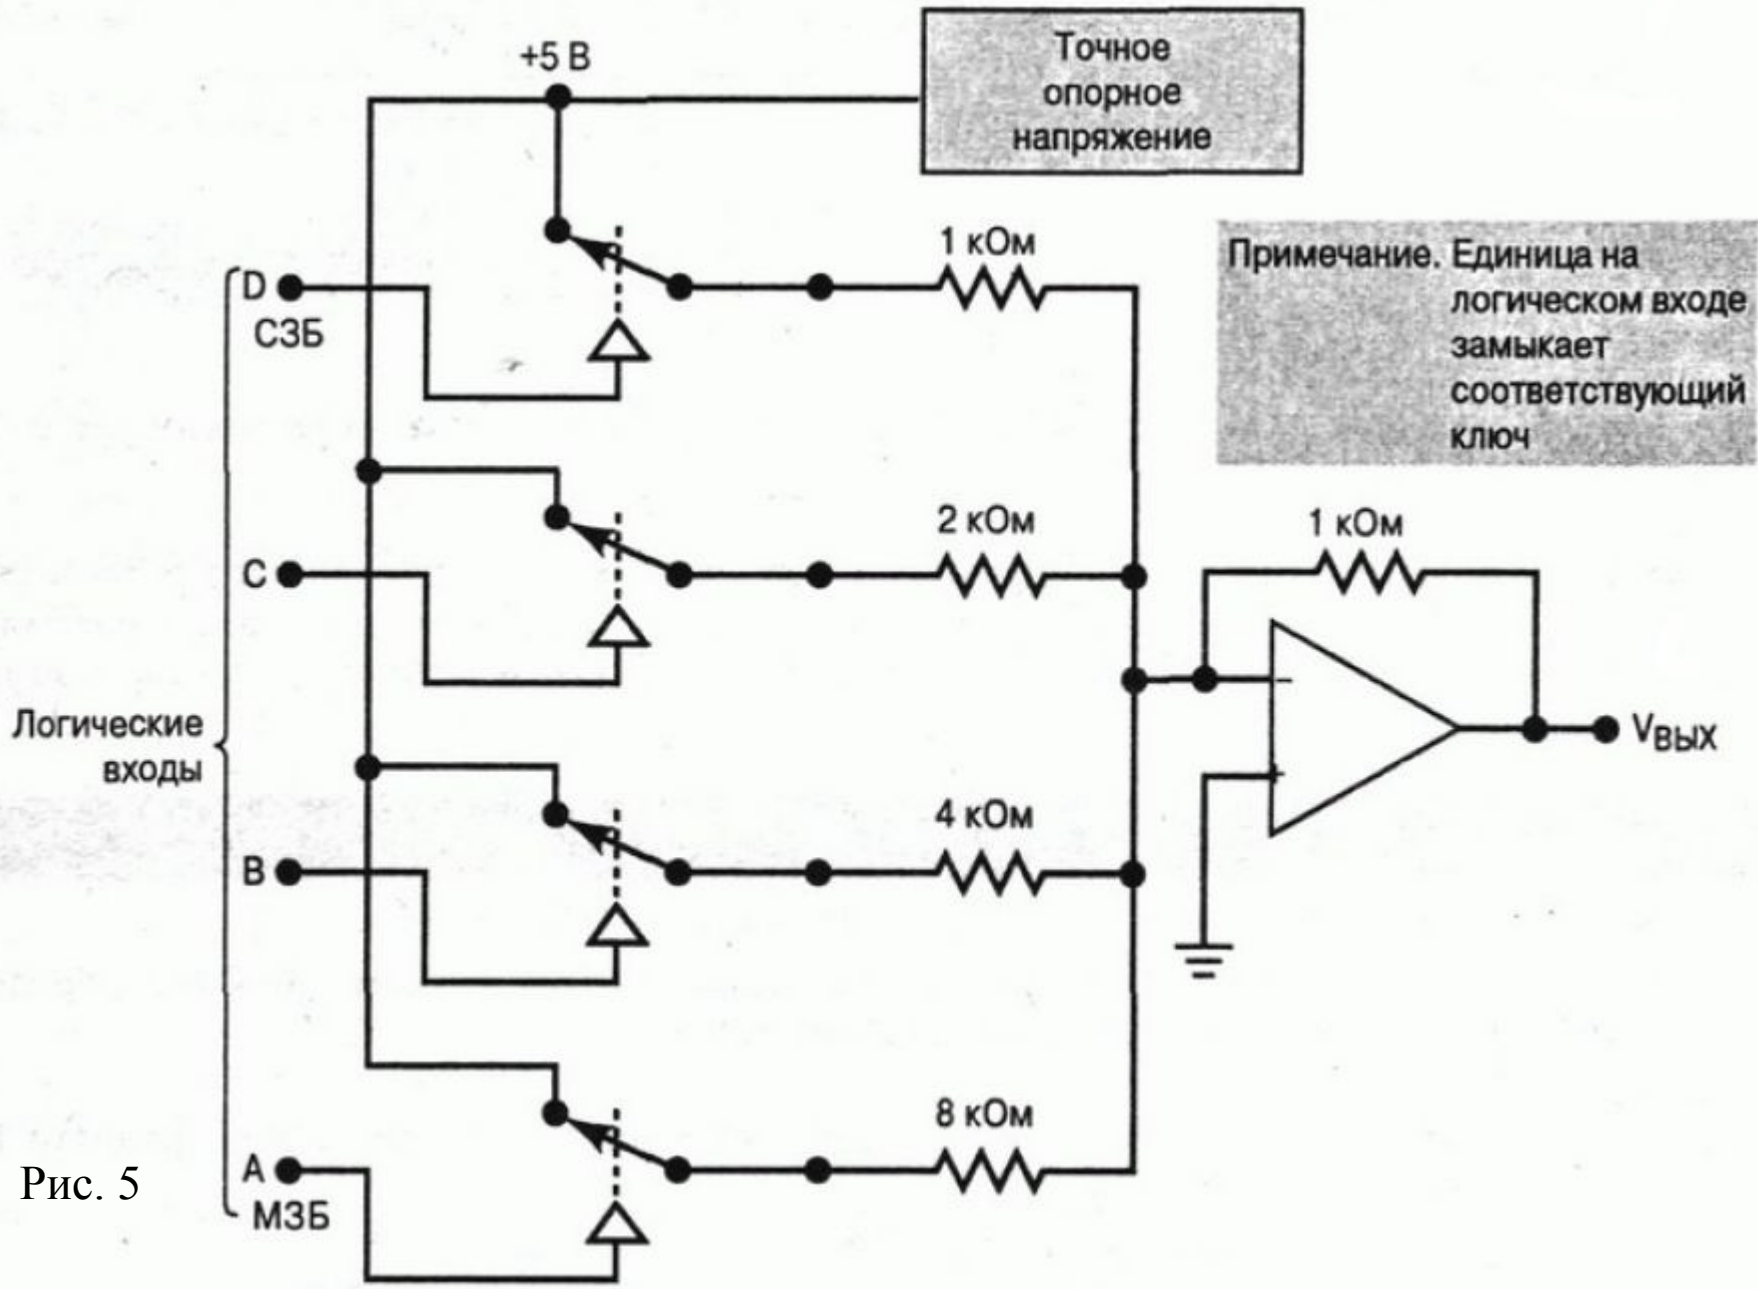 +5 В
Точное
опорное
напряжение
1 кОм
Примечание. Единица на
логическом входе
замыкает
соответствующий
ключ
D
СЗБ
2 кОм
1 кОм
C
–
Логические
входы
VВЫХ
+
4 кОм
B
8 кОм
A
МЗБ
Рис. 5